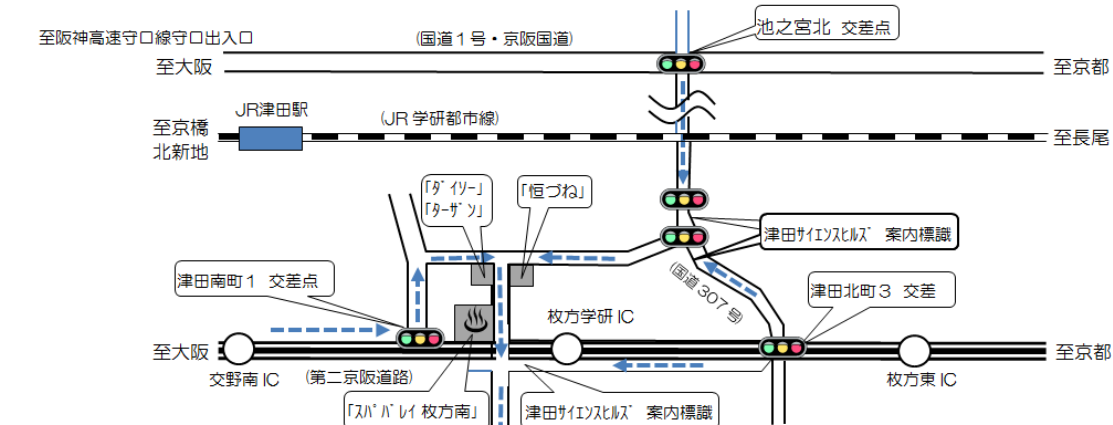 至阪神高速守口線守口出入口
(国道1号・京阪国道)
池之宮北 交差点
至大阪
至京都
JR津田駅
(JR 学研都市線)
至京橋
北新地
至長尾
「ﾀﾞｲｿｰ」
「ﾀｰｻﾞﾝ」
「恒づね」
津田ｻｲｴﾝｽﾋﾙｽﾞ 案内標識
津田南町1 交差点
(国道307号)
津田北町3 交差
枚方学研 IC
至大阪
至京都
交野南 IC
(第二京阪道路)
枚方東 IC
「ｽﾊﾟﾊﾞﾚｲ 枚方南」
津田ｻｲｴﾝｽﾋﾙｽﾞ 案内標識